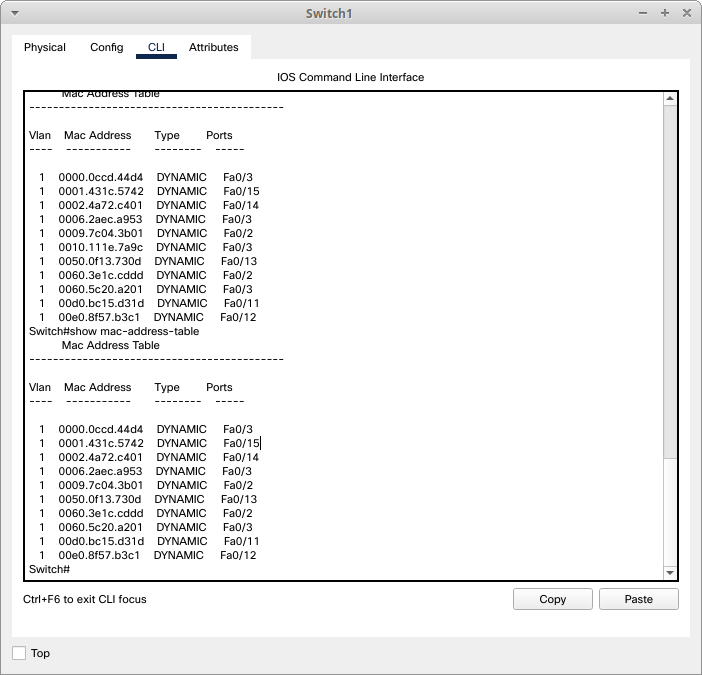 Switch1
Physical Config CLI Attributes
IOS Command Line Interface
Mac Address Table
-------------------------------------------
Vlan Mac Address Type Ports
---- ----------- -------- -----
1 0000.0ccd.44d4 DYNAMIC Fa0/3
1 0001.431c.5742 DYNAMIC Fa0/15
1 0002.4a72.c401 DYNAMIC Fa0/14
1 0006.2aec.a953 DYNAMIC Fa0/3
1 0009.7c04.3b01 DYNAMIC Fa0/2
1 0010.111e.7a9c DYNAMIC Fa0/3
1 0050.0f13.730d DYNAMIC Fa0/13
1 0060.3e1c.cddd DYNAMIC Fa0/2
1 0060.5c20.a201 DYNAMIC Fa0/3
1 00d0.bc15.d31d DYNAMIC Fa0/11
1 00e0.8f57.b3c1 DYNAMIC Fa0/12
Switch#show mac-address-table
Mac Address Table
-------------------------------------------
Vlan Mac Address Type Ports
---- ----------- -------- -----
1 0000.0ccd.44d4 DYNAMIC Fa0/3
1 0001.431c.5742 DYNAMIC Fa0/15
1 0002.4a72.c401 DYNAMIC Fa0/14
1 0006.2aec.a953 DYNAMIC Fa0/3
1 0009.7c04.3b01 DYNAMIC Fa0/2
1 0050.0f13.730d DYNAMIC Fa0/13
1 0060.3e1c.cddd DYNAMIC Fa0/2
1 0060.5c20.a201 DYNAMIC Fa0/3
1 00d0.bc15.d31d DYNAMIC Fa0/11
1 00e0.8f57.b3c1 DYNAMIC Fa0/12
Switch#
Ctrl+F6 to exit CLI focus
Copy Paste
Top